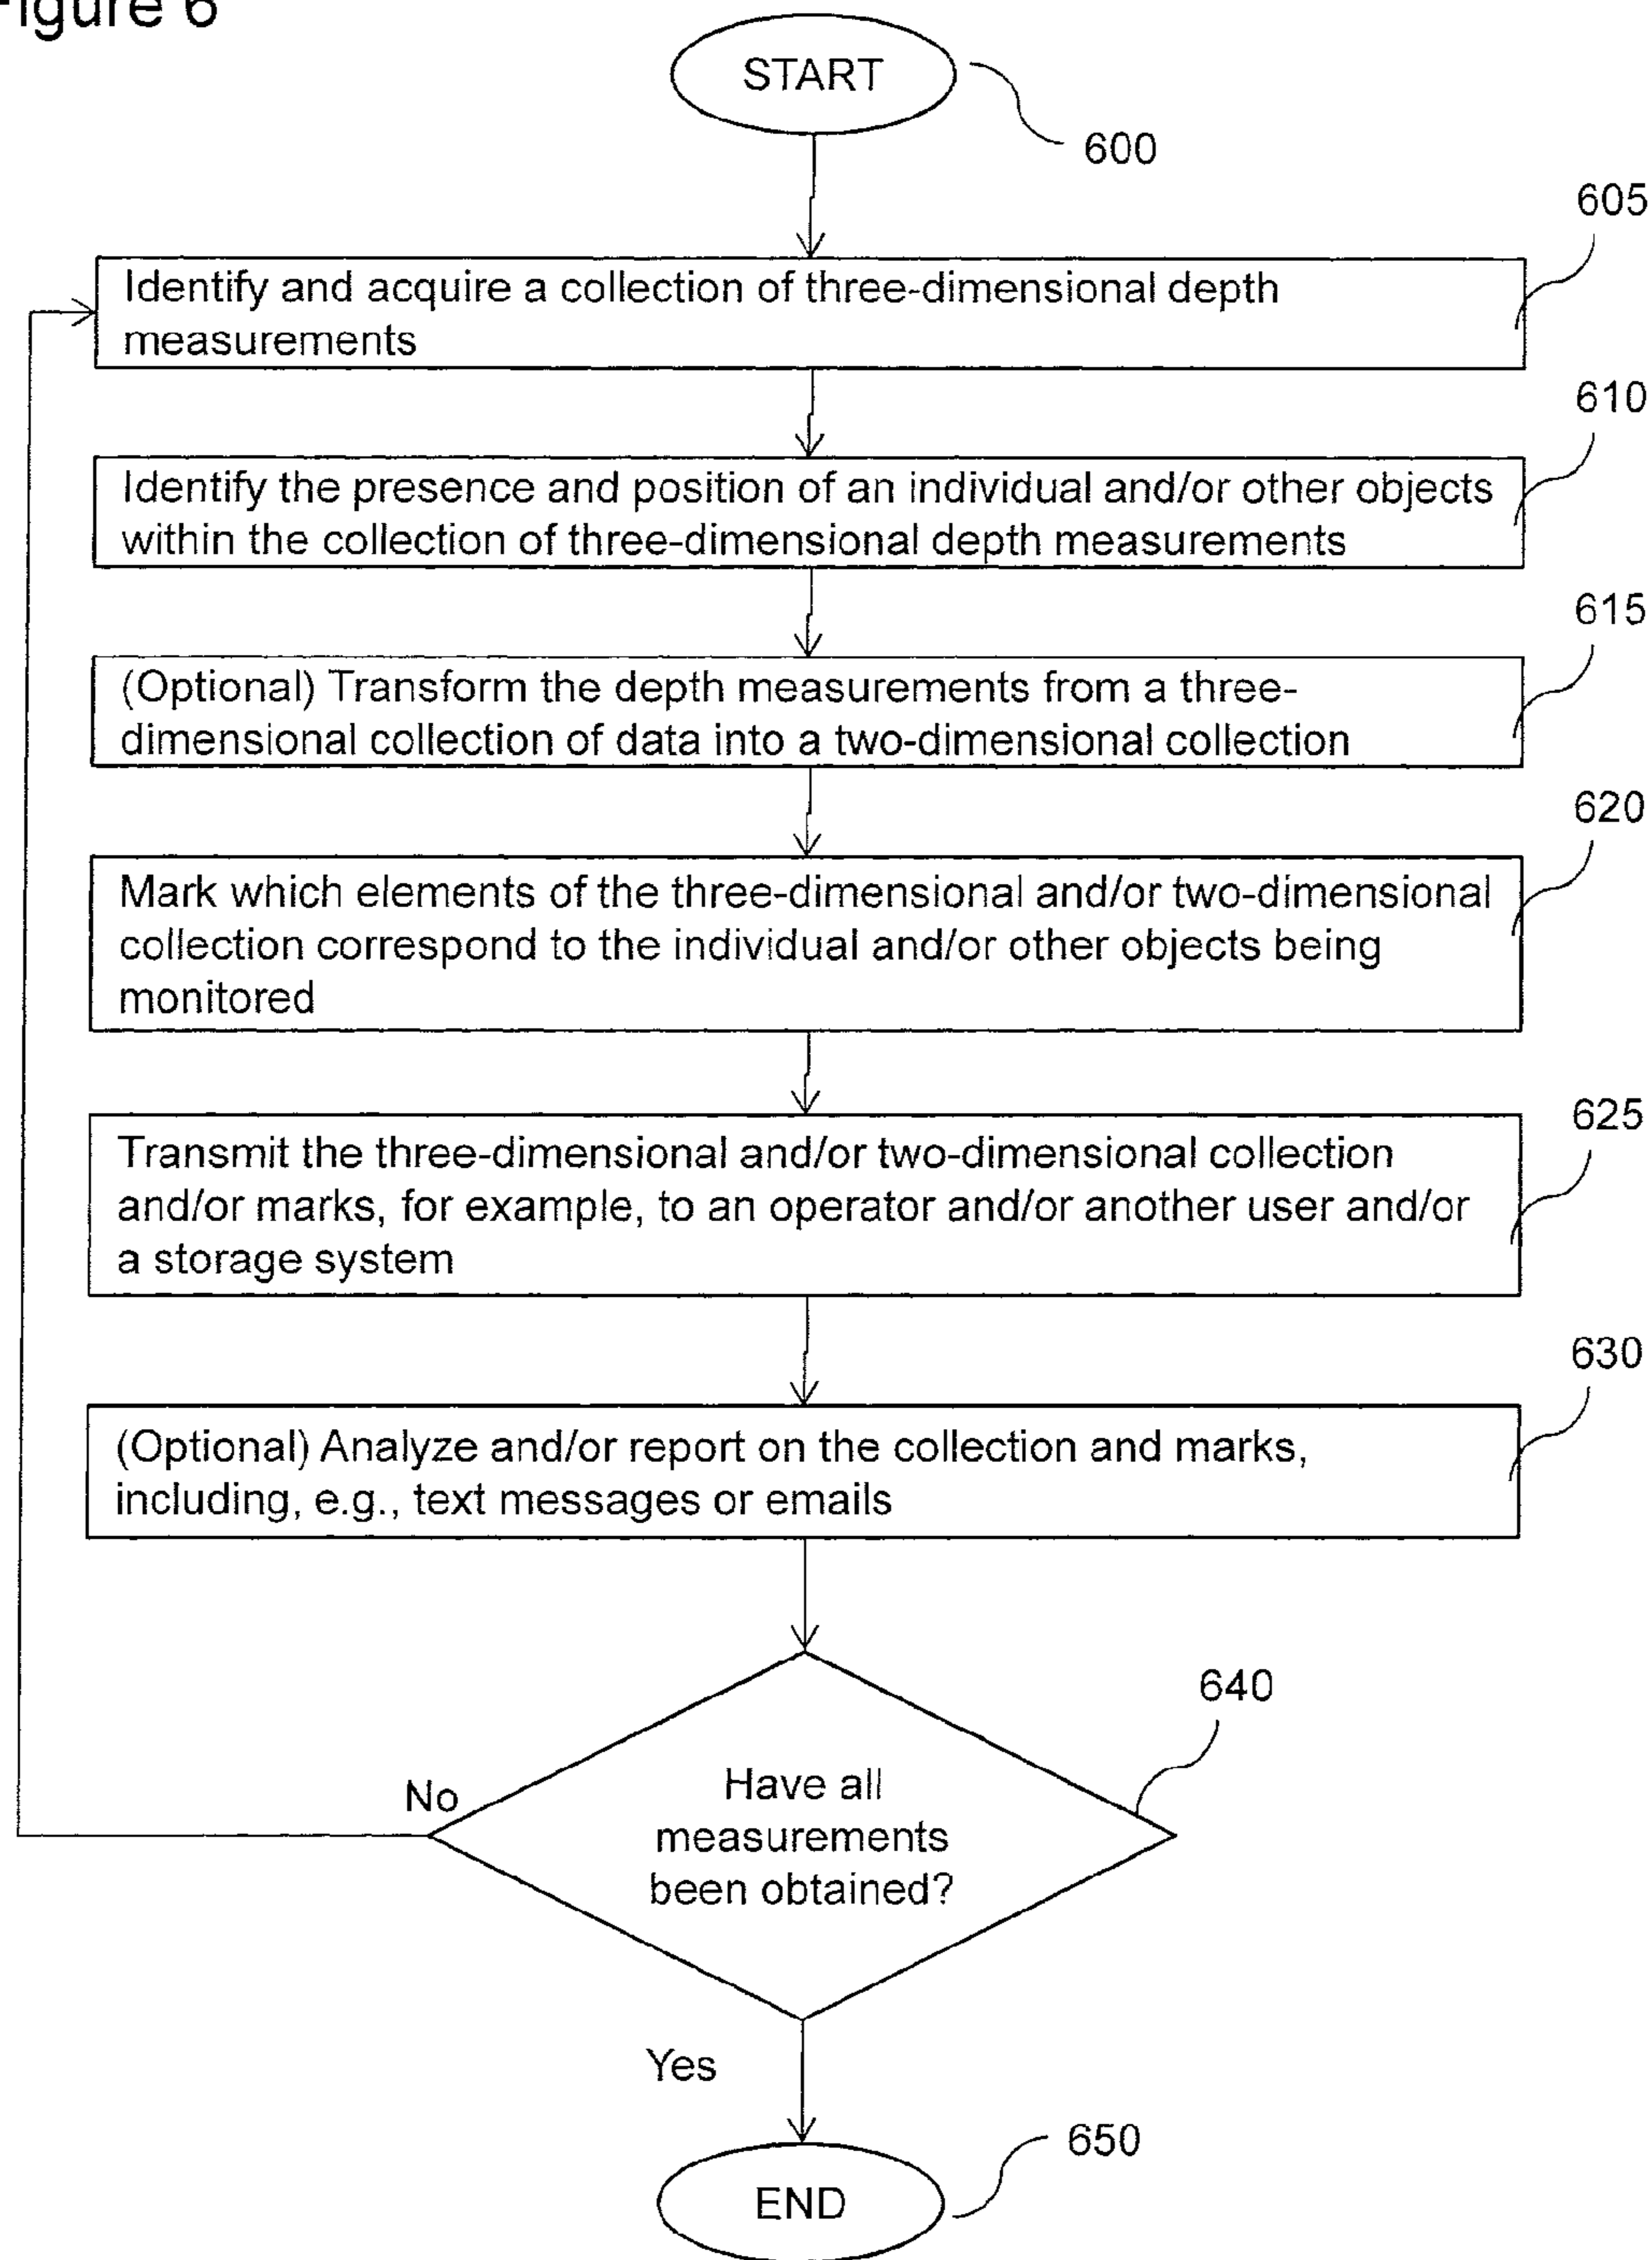 Figure 6
START
600
605
Identify and acquire a collection of three-dimensional depth
measurements
610
Identify the presence and position of an individual and/or other objects
within the collection of three-dimensional depth measurements
615
(Optional) Transform the depth measurements from a three-
dimensional collection of data into a two-dimensional collection
620
Mark which elements of the three-dimensional and/or two-dimensional
collection correspond to the individual and/or other objects being
monitored
625
Transmit the three-dimensional and/or two-dimensional collection
and/or marks, for example, to an operator and/or another user and/or
a storage system
630
(Optional) Analyze and/or report on the collection and marks,
including, e.g., text messages or emails
640
No
Have all
measurements
been obtained?
Yes
650
END